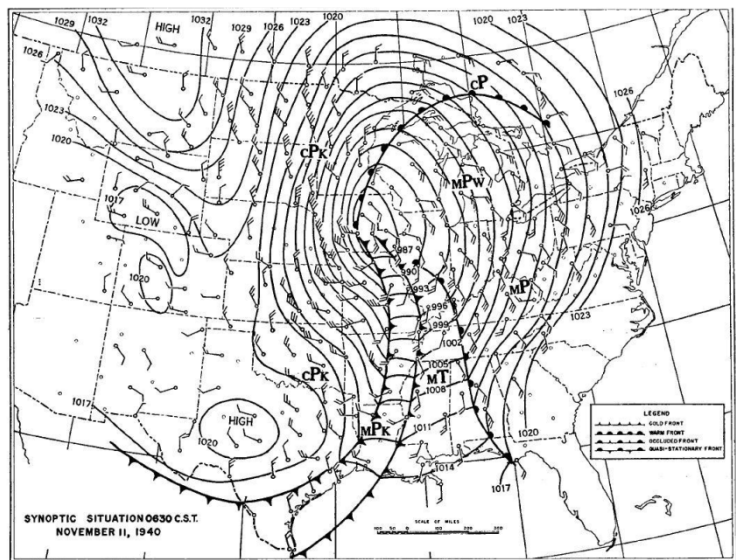 1029
1032
HIGH
1032
1029
1026
1023
1020
1020
1023
1026
cP
1023
1026
1020
cPK
MPW
1017
LOW
1026
987
1020
990
993
MP
996
999
1023
1002
1005
cPK
MT
1008
1017
HIGH
1020
MPK
1011
1020
1014
1017
LEGEND
COLD FRONT
WARM FRONT
OCCLUDED FRONT
QUASI-STATIONARY FRONT
SYNOPTIC SITUATION 0630 C.S.T.
NOVEMBER 11, 1940
SCALE OF MILES